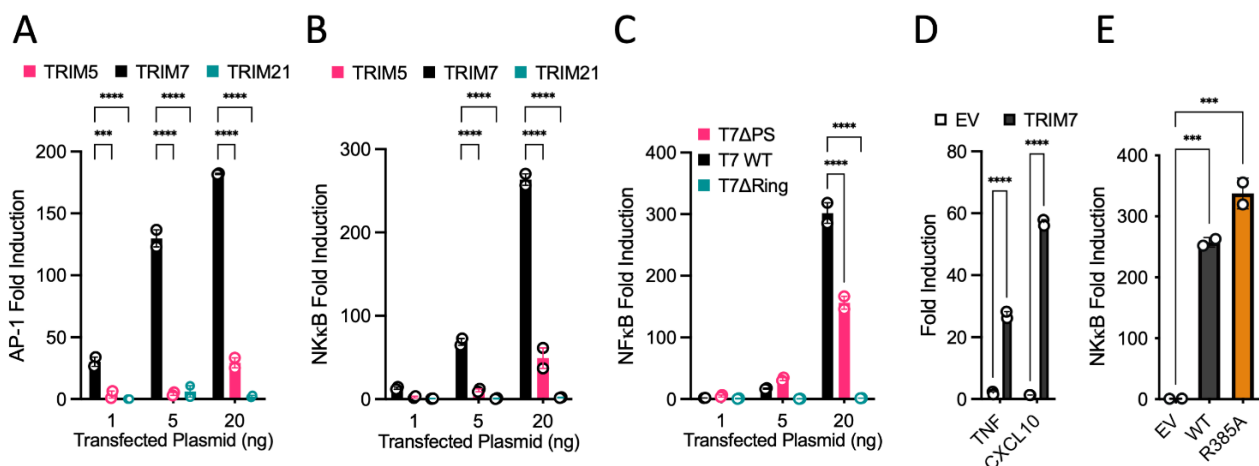 A
TRIM5 TRIM7 TRIM21
**** **** ****
*** **** ****
AP-1 Fold Induction
200
150
100
50
0
1 5 20
Transfected Plasmid (ng)
B
TRIM5 TRIM7 TRIM21
**** ****
**** ****
NKκB Fold Induction
300
200
100
0
1 5 20
Transfected Plasmid (ng)
C
T7ΔPS
T7 WT
T7ΔRing
****
****
NFκB Fold Induction
400
300
200
100
0
1 5 20
Transfected Plasmid (ng)
D
EV TRIM7
****
****
Fold Induction
80
60
40
20
0
TNF
CXCL10
E
***
***
NKκB Fold Induction
400
300
200
100
0
EV
WT
R385A